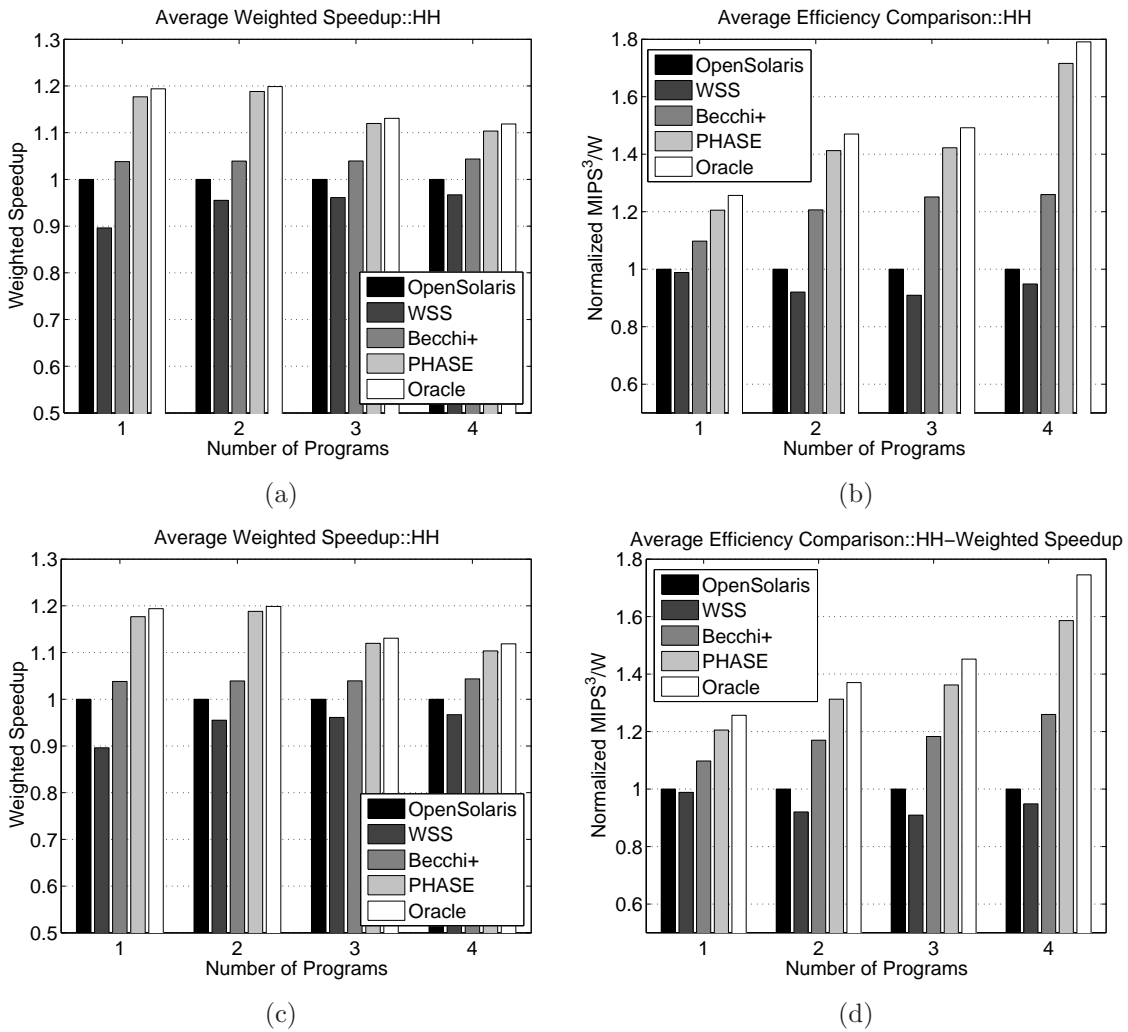 Average Weighted Speedup::HH
1.3
1.2
1.1
1
0.9
0.8
0.7
0.6
0.5
Weighted Speedup
OpenSolaris
WSS
Becchi+
PHASE
Oracle
1 2 3 4
Number of Programs
(a)
Average Efficiency Comparison::HH
1.8
1.6
1.4
1.2
1
0.8
0.6
Normalized MIPS³/W
OpenSolaris
WSS
Becchi+
PHASE
Oracle
1 2 3 4
Number of Programs
(b)
Average Weighted Speedup::HH
1.3
1.2
1.1
1
0.9
0.8
0.7
0.6
0.5
Weighted Speedup
OpenSolaris
WSS
Becchi+
PHASE
Oracle
1 2 3 4
Number of Programs
(c)
Average Efficiency Comparison::HH−Weighted Speedup
1.8
1.6
1.4
1.2
1
0.8
0.6
Normalized MIPS³/W
OpenSolaris
WSS
Becchi+
PHASE
Oracle
1 2 3 4
Number of Programs
(d)